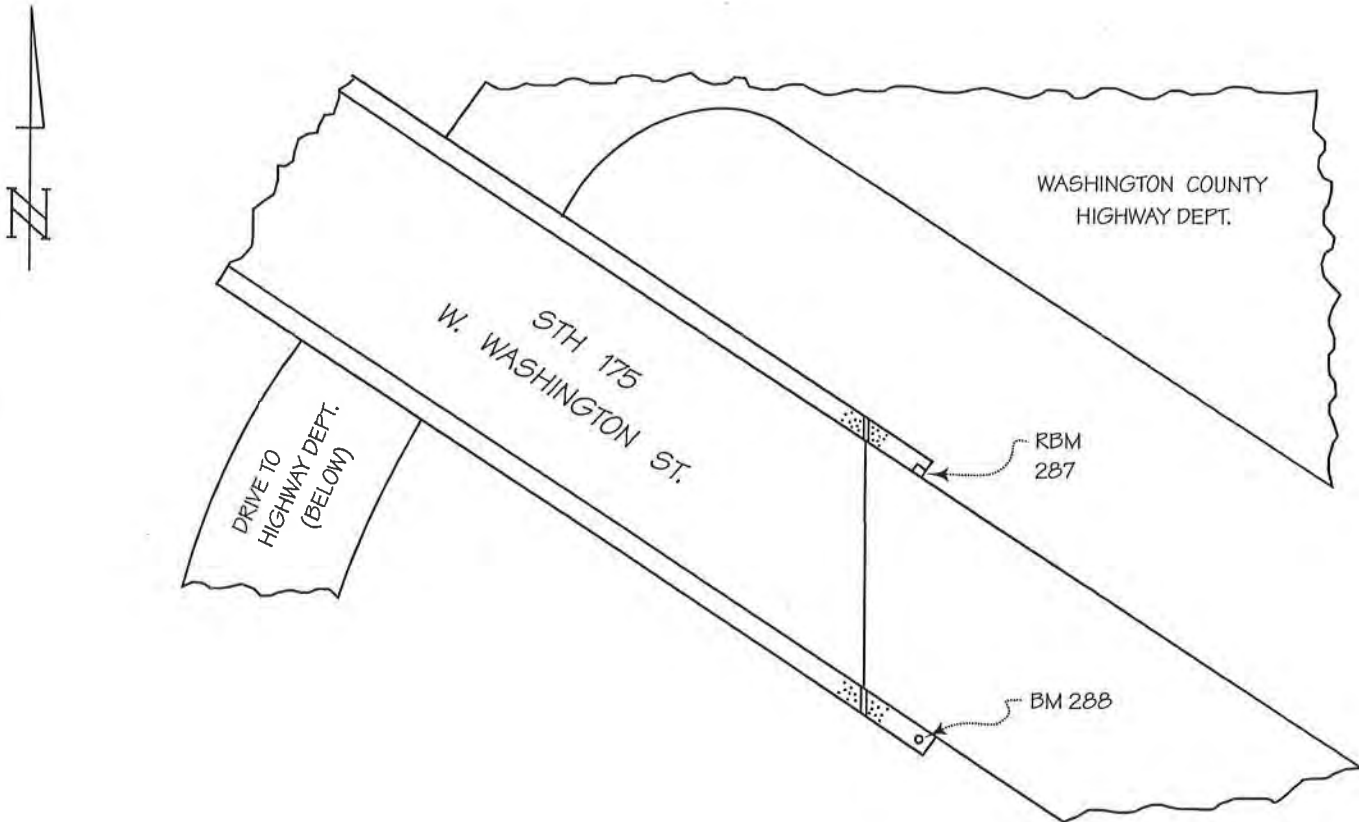 N
WASHINGTON COUNTY
HIGHWAY DEPT.
STH 175
W. WASHINGTON ST.
DRIVE TO
HIGHWAY DEPT.
(BELOW)
RBM
287
BM 288